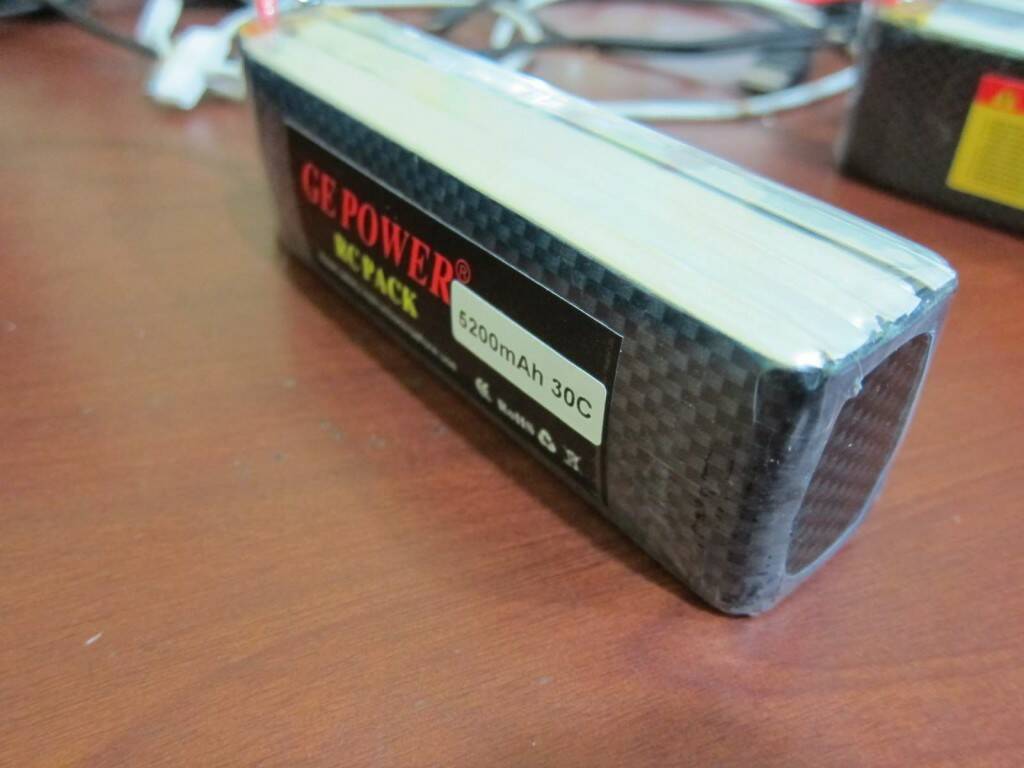 GE POWER®
RC PACK
5200mAh 30C
RoHS